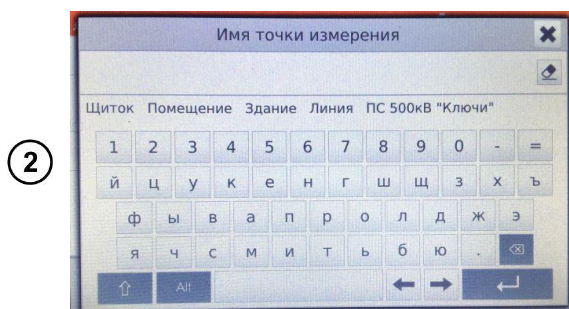 Имя точки измерения
Щиток Помещение Здание Линия ПС 500кВ "Ключи"
2
1 2 3 4 5 6 7 8 9 0 - =
й ц у к е н г ш щ з х ъ
ф ы в а п р о л д ж э
я ч с м и т ь б ю .
Alt